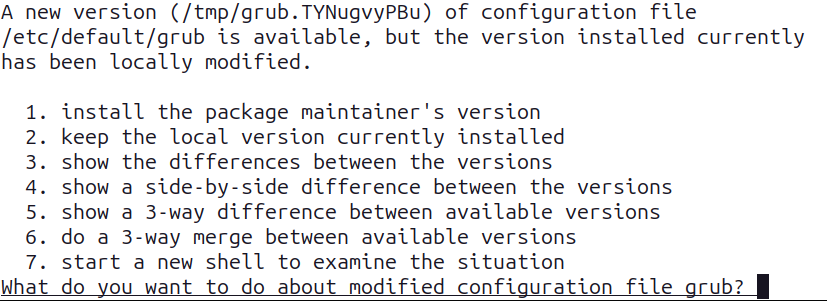 A new version (/tmp/grub.TYNugvyPBu) of configuration file
/etc/default/grub is available, but the version installed currently
has been locally modified.

  1. install the package maintainer's version
  2. keep the local version currently installed
  3. show the differences between the versions
  4. show a side-by-side difference between the versions
  5. show a 3-way difference between available versions
  6. do a 3-way merge between available versions
  7. start a new shell to examine the situation
What do you want to do about modified configuration file grub?